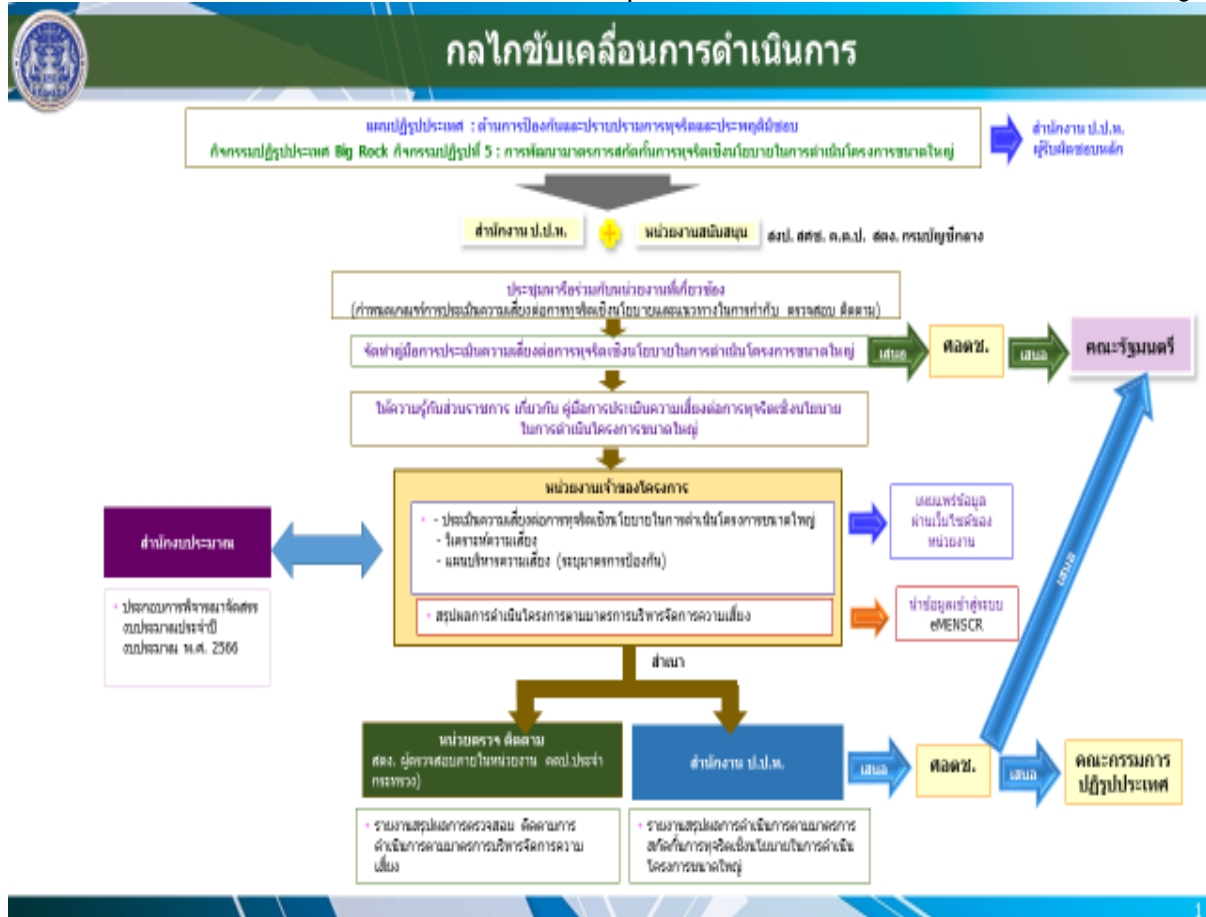 กลไกขับเคลื่อนการดำเนินการ
แผนปฏิรูปประเทศ : ด้านการป้องกันและปราบปรามการทุจริตและประพฤติมิชอบ
กิจกรรมปฏิรูปประเทศ Big Rock กิจกรรมปฏิรูปที่ 5 : การพัฒนามาตรการสกัดกั้นการทุจริตเชิงนโยบายในการดำเนินโครงการขนาดใหญ่
สำนักงาน ป.ป.ท.
ผู้รับผิดชอบหลัก
สำนักงาน ป.ป.ท.
หน่วยงานสนับสนุน
สงป. สศช. ค.ต.ป. สตง. กรมบัญชีกลาง
ประชุมหารือร่วมกับหน่วยงานที่เกี่ยวข้อง
(กำหนดเกณฑ์การประเมินความเสี่ยงต่อการทุจริตเชิงนโยบายและแนวทางในการกำกับ ตรวจสอบ ติดตาม)
จัดทำคู่มือการประเมินความเสี่ยงต่อการทุจริตเชิงนโยบายในการดำเนินโครงการขนาดใหญ่
เสนอ
ศอตช.
เสนอ
คณะรัฐมนตรี
ให้ความรู้กับส่วนราชการ เกี่ยวกับ คู่มือการประเมินความเสี่ยงต่อการทุจริตเชิงนโยบาย
ในการดำเนินโครงการขนาดใหญ่
หน่วยงานเจ้าของโครงการ
- ประเมินความเสี่ยงต่อการทุจริตเชิงนโยบายในการดำเนินโครงการขนาดใหญ่
- วิเคราะห์ความเสี่ยง
- แผนบริหารความเสี่ยง (ระบุมาตรการป้องกัน)
สรุปผลการดำเนินโครงการตามมาตรการบริหารจัดการความเสี่ยง
เผยแพร่ข้อมูล
ผ่านเว็บไซต์ของ
หน่วยงาน
นำข้อมูลเข้าสู่ระบบ
eMENSCR
สำนักงบประมาณ
ประกอบการพิจารณาจัดสรร
งบประมาณประจำปี
งบประมาณ พ.ศ. 2566
สำเนา
หน่วยตรวจ ติดตาม
สตง. ผู้ตรวจสอบภายในหน่วยงาน คตป.ประจำ
กระทรวง)
รายงานสรุปผลการตรวจสอบ ติดตามการ
ดำเนินการตามมาตรการบริหารจัดการความ
เสี่ยง
สำนักงาน ป.ป.ท.
รายงานสรุปผลการดำเนินการตามมาตรการ
สกัดกั้นการทุจริตเชิงนโยบายในการดำเนิน
โครงการขนาดใหญ่
เสนอ
ศอตช.
เสนอ
คณะกรรมการ
ปฏิรูปประเทศ
เสนอ
1